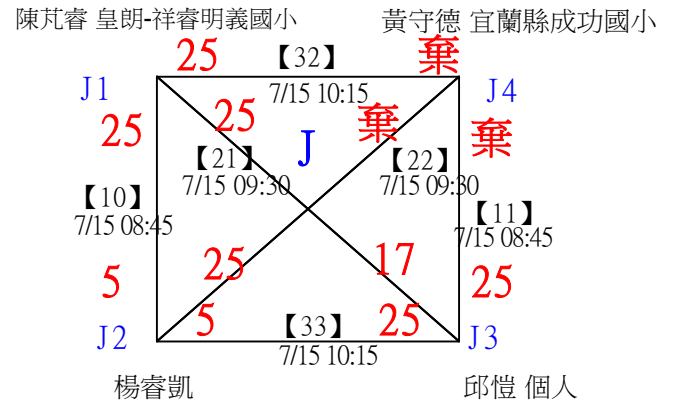 陳芃睿 皇朗-祥睿明義國小
黃守德 宜蘭縣成功國小
25
【32】
棄
7/15 10:15
J1
J4
25
25
J
棄
棄
【21】
7/15 09:30
【22】
7/15 09:30
【10】
7/15 08:45
【11】
7/15 08:45
5
25
17
25
J2
5
【33】
25
J3
7/15 10:15
楊睿凱
邱愷 個人